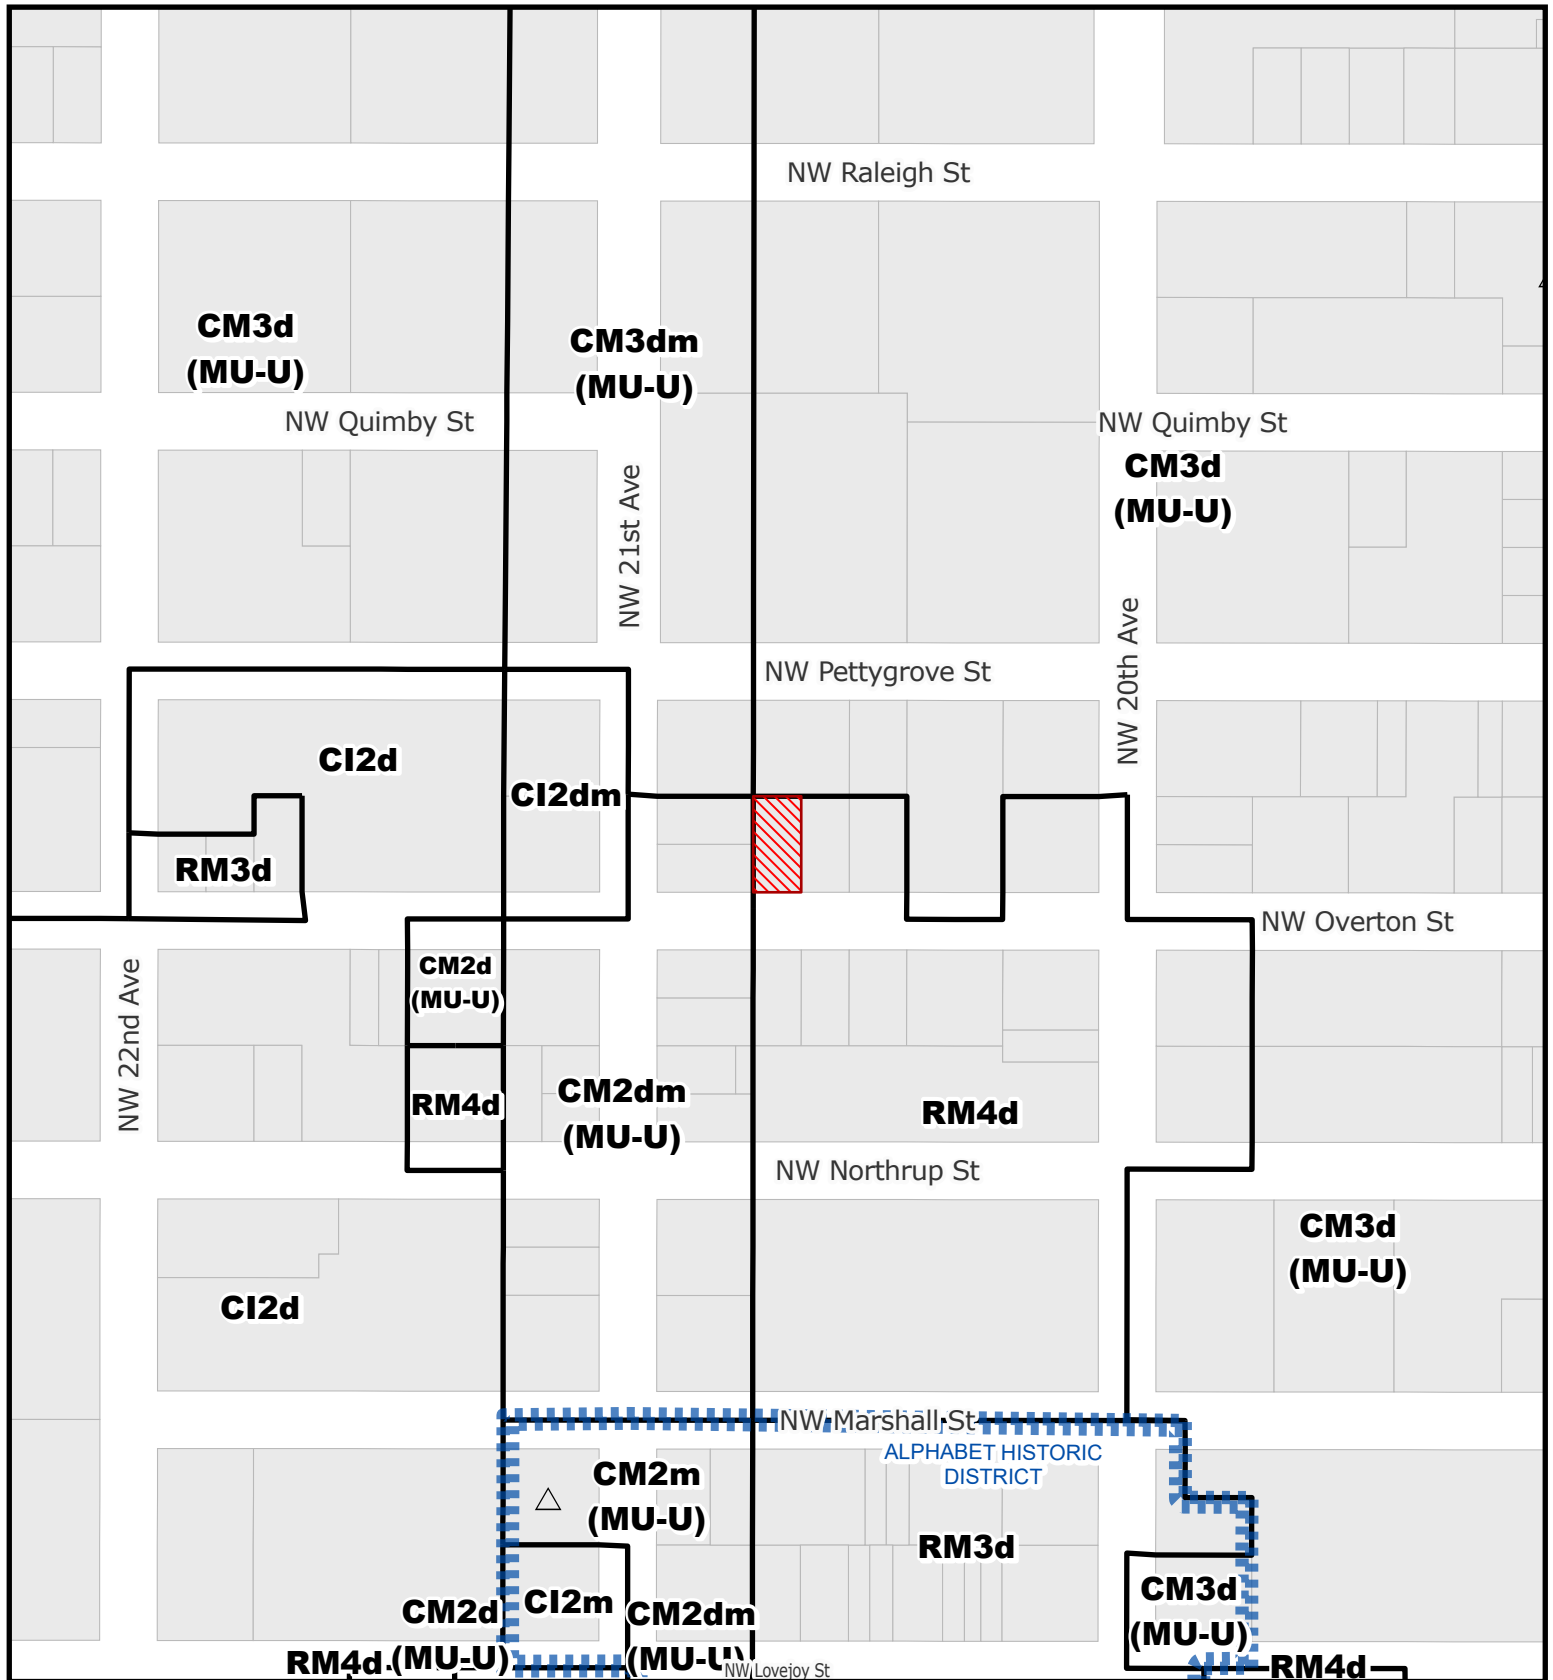 NW Raleigh St
CM3d
(MU-U)
CM3dm
(MU-U)
NW Quimby St
NW Quimby St
CM3d
(MU-U)
NW 21st Ave
NW 20th Ave
NW Pettygrove St
CI2d
CI2dm
RM3d
NW Overton St
NW 22nd Ave
CM2d
(MU-U)
RM4d
CM2dm
(MU-U)
RM4d
NW Northrup St
CM3d
(MU-U)
CI2d
NW Marshall St
ALPHABET HISTORIC
DISTRICT
CM2m
(MU-U)
RM3d
CI2m
CM3d
(MU-U)
CM2d
(MU-U)
CM2dm
(MU-U)
RM4d
NW Lovejoy St
RM4d